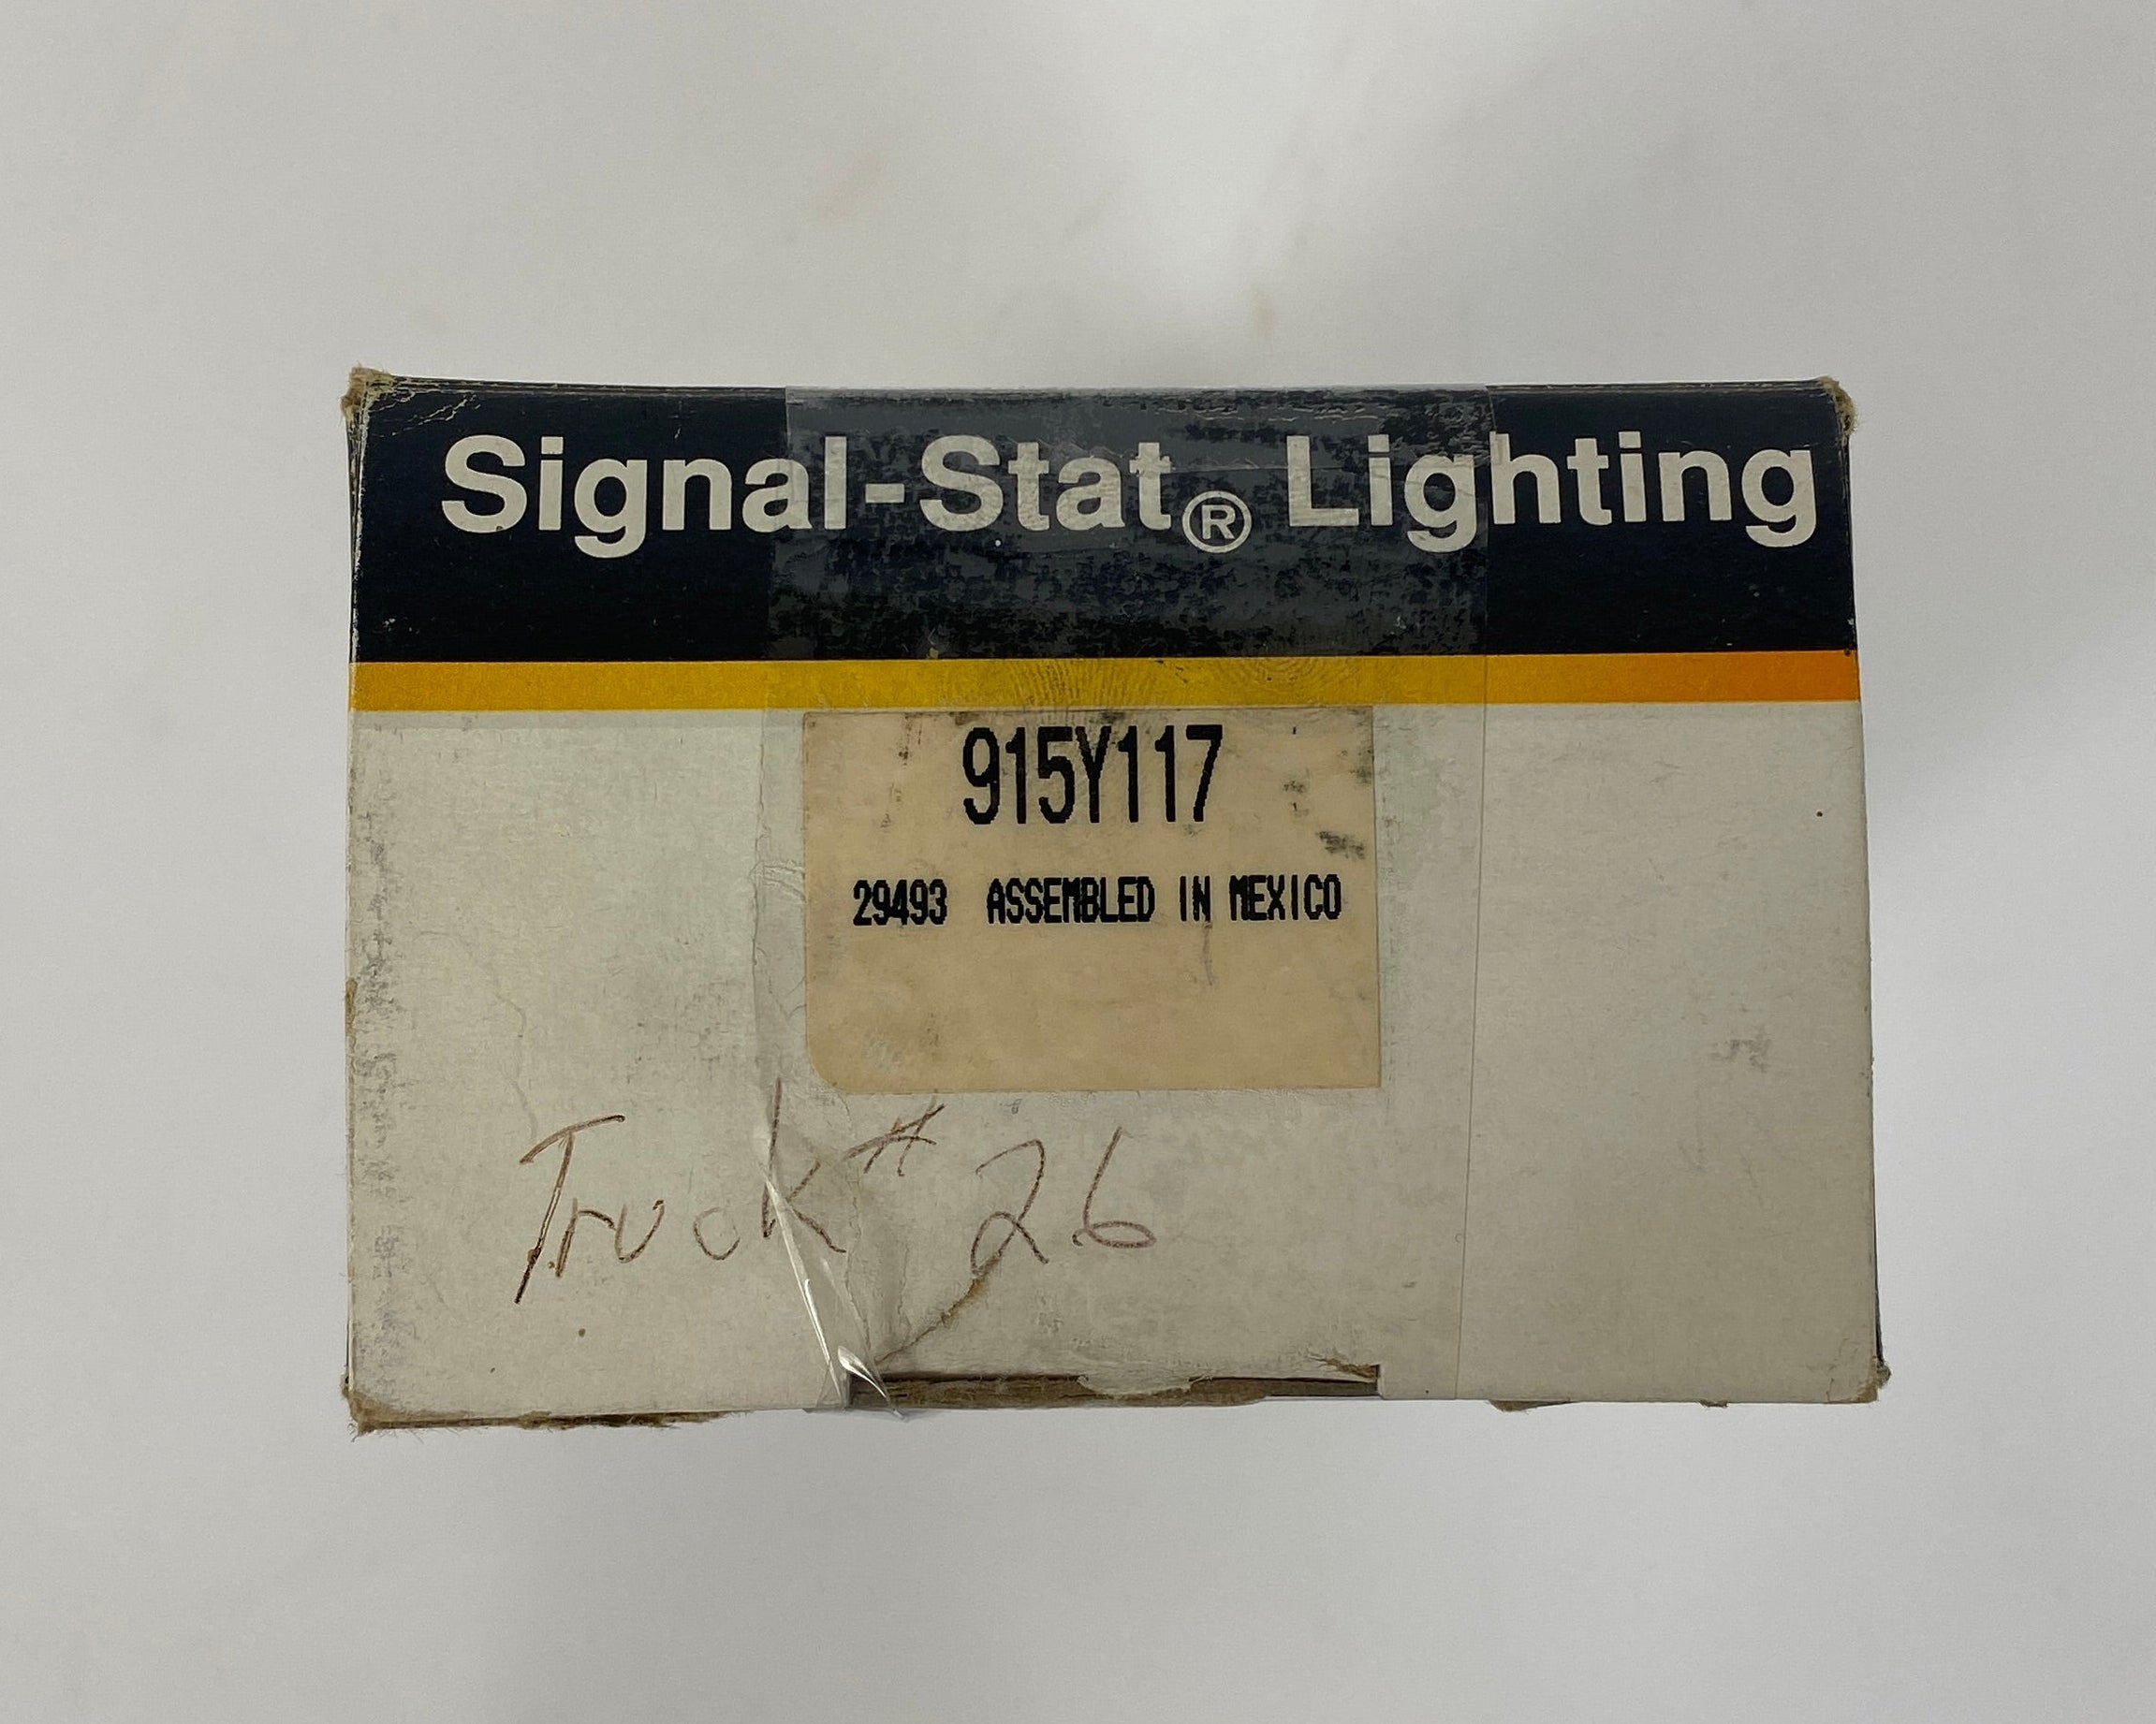 Signal-Stat® Lighting
915Y117
29493 ASSEMBLED IN MEXICO
Truck # 26